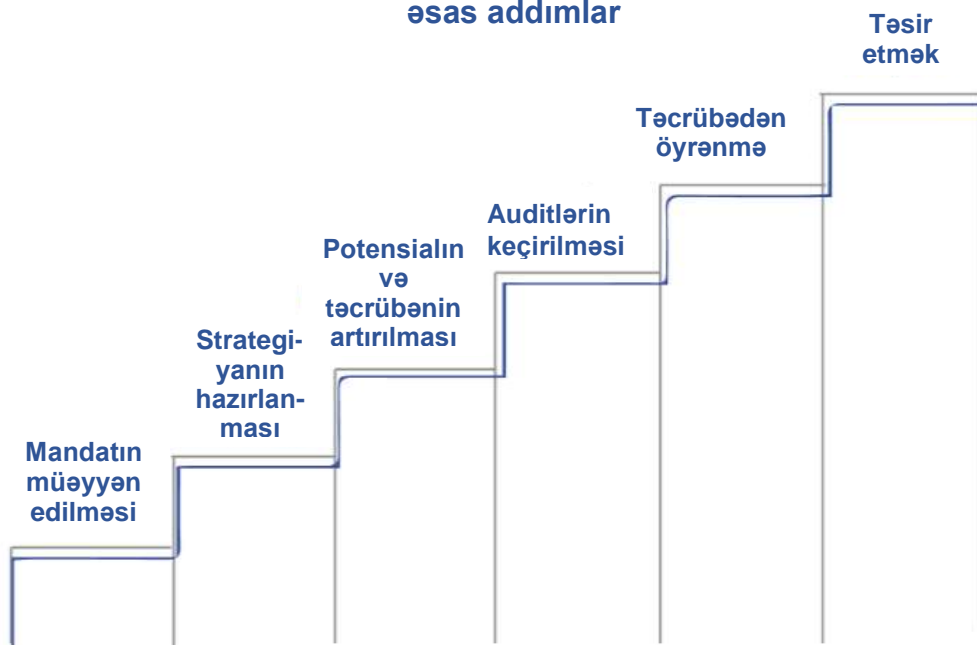 əsas addımlar
Mandatın
müəyyən
edilməsi
Strategi-
yanın
hazırlan-
ması
Potensialın
və
təcrübənin
artırılması
Auditlərin
keçirilməsi
Təcrübədən
öyrənmə
Təsir
etmək